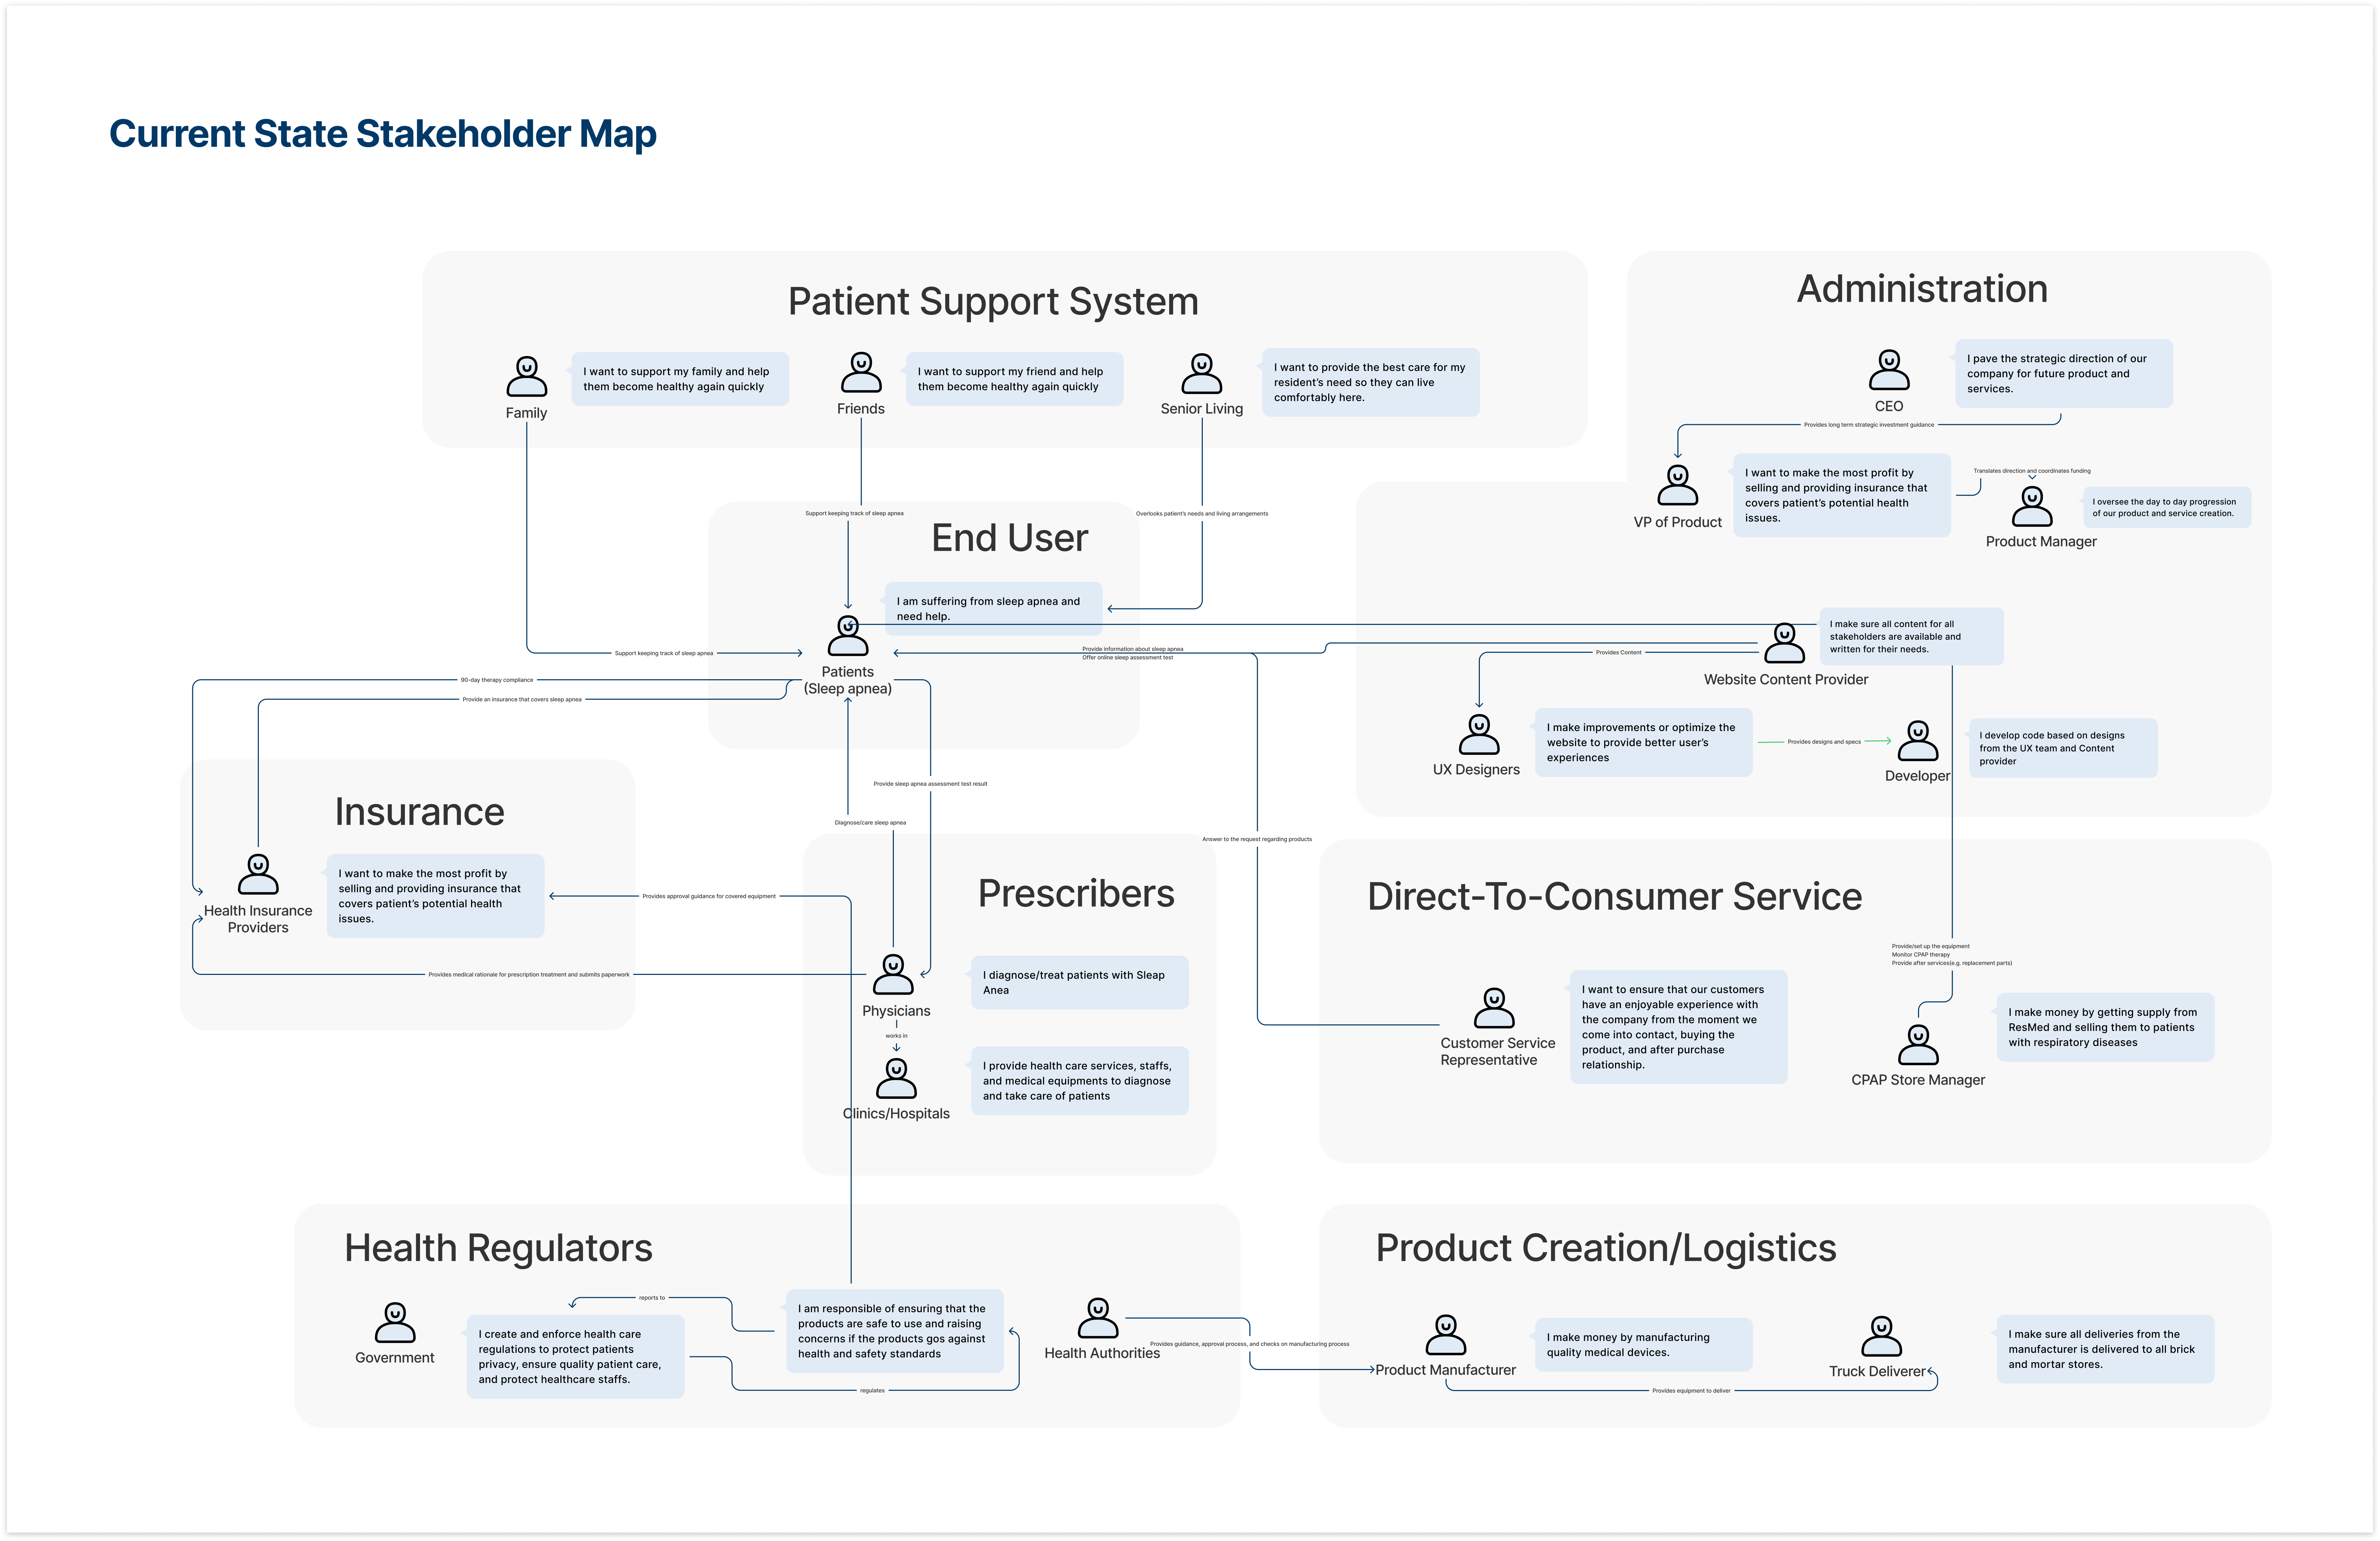 Current State Stakeholder Map
Patient Support System
Family
I want to support my family and help
them become healthy again quickly
Friends
I want to support my friend and help
them become healthy again quickly
Senior Living
I want to provide the best care for my
resident's need so they can live
comfortably here.
Administration
CEO
I pave the strategic direction of our
company for future product and
services.
Provides long term strategic investment guidance
VP of Product
I want to make the most profit by
selling and providing insurance that
covers patient's potential health
issues.
Translates direction and coordinates funding
Product Manager
I oversee the day to day progression
of our product and service creation.
Support keeping track of sleep apnea
Overlooks patient's needs and living arrangements
End User
I am suffering from sleep apnea and
need help.
Patients
(Sleep apnea)
Support keeping track of sleep apnea
Provide information about sleep apnea
Offer online sleep assessment test
Provides Content
Website Content Provider
I make sure all content for all
stakeholders are available and
written for their needs.
90-day therapy compliance
Provide an insurance that covers sleep apnea
UX Designers
I make improvements or optimize the
website to provide better user's
experiences
Provides designs and specs
Developer
I develop code based on designs
from the UX team and Content
provider
Provide sleep apnea assessment test result
Diagnose/care sleep apnea
Answer to the request regarding products
Insurance
Health Insurance
Providers
I want to make the most profit by
selling and providing insurance that
covers patient's potential health
issues.
Provides approval guidance for covered equipment
Provides medical rationale for prescription treatment and submits paperwork
Prescribers
Physicians
I diagnose/treat patients with Sleap
Anea
works in
Clinics/Hospitals
I provide health care services, staffs,
and medical equipments to diagnose
and take care of patients
Direct-To-Consumer Service
Customer Service
Representative
I want to ensure that our customers
have an enjoyable experience with
the company from the moment we
come into contact, buying the
product, and after purchase
relationship.
Provide/set up the equipment
Monitor CPAP therapy
Provide after services(e.g. replacement parts)
CPAP Store Manager
I make money by getting supply from
ResMed and selling them to patients
with respiratory diseases
Health Regulators
Government
I create and enforce health care
regulations to protect patients
privacy, ensure quality patient care,
and protect healthcare staffs.
reports to
regulates
I am responsible of ensuring that the
products are safe to use and raising
concerns if the products gos against
health and safety standards
Health Authorities
Provides guidance, approval process, and checks on manufacturing process
Product Creation/Logistics
Product Manufacturer
I make money by manufacturing
quality medical devices.
Provides equipment to deliver
Truck Deliverer
I make sure all deliveries from the
manufacturer is delivered to all brick
and mortar stores.